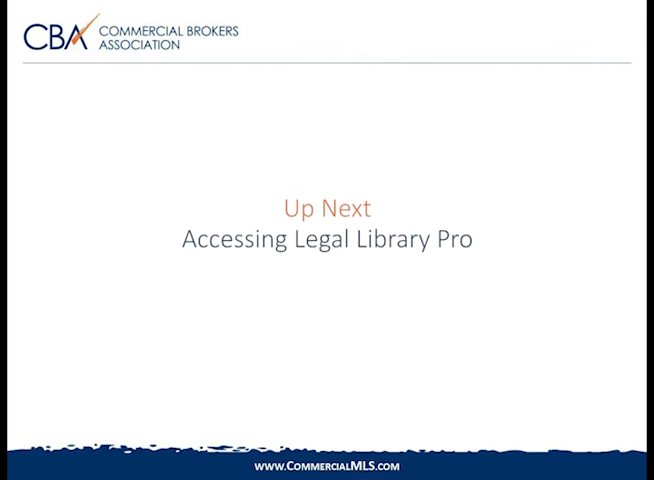 CBA COMMERCIAL BROKERS
ASSOCIATION
Up Next
Accessing Legal Library Pro
www.CommercialMLS.com